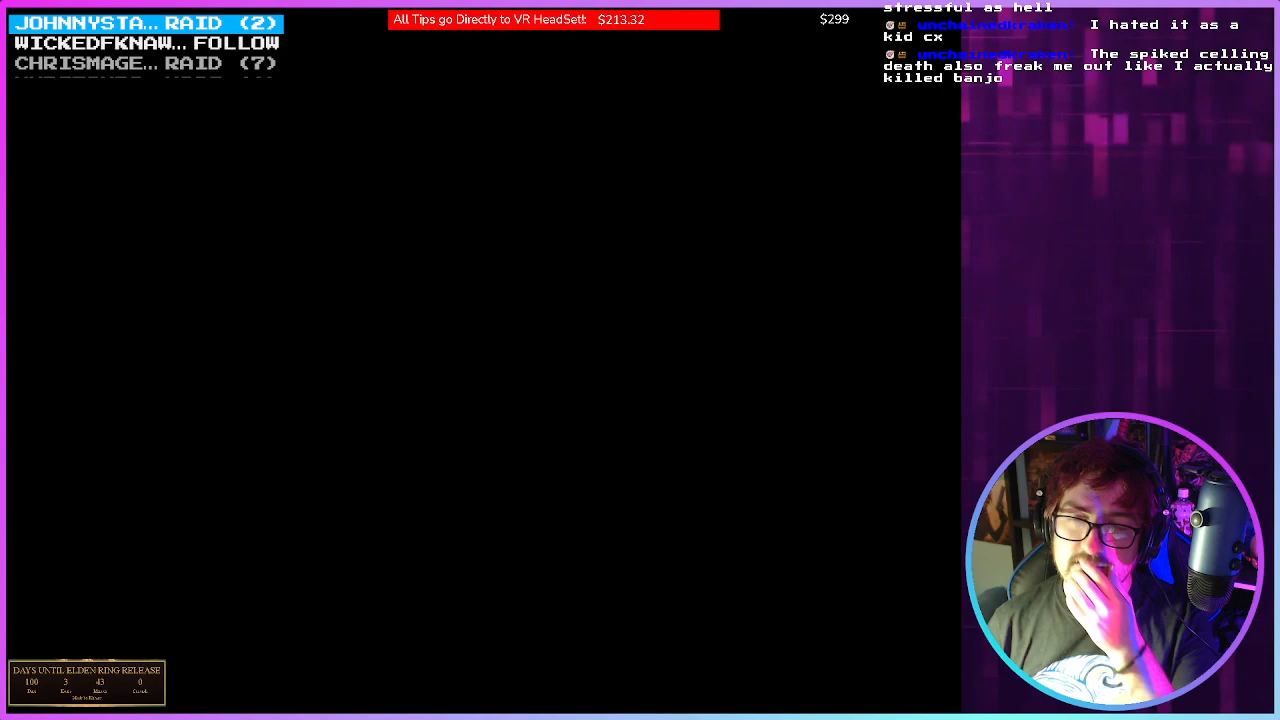 JOHNNYSTA... RAID (2)
WICKEDFKNAW... FOLLOW
CHRISMAGE... RAID (7)
All Tips go Directly to VR HeadSet! $213.32 $299
stressful as hell
unchainedkraken: I hated it as a
kid cx
unchainedkraken: The spiked celling
death also freak me out like I actually
killed banjo
DAYS UNTIL ELDEN RING RELEASE
100 3 43 0